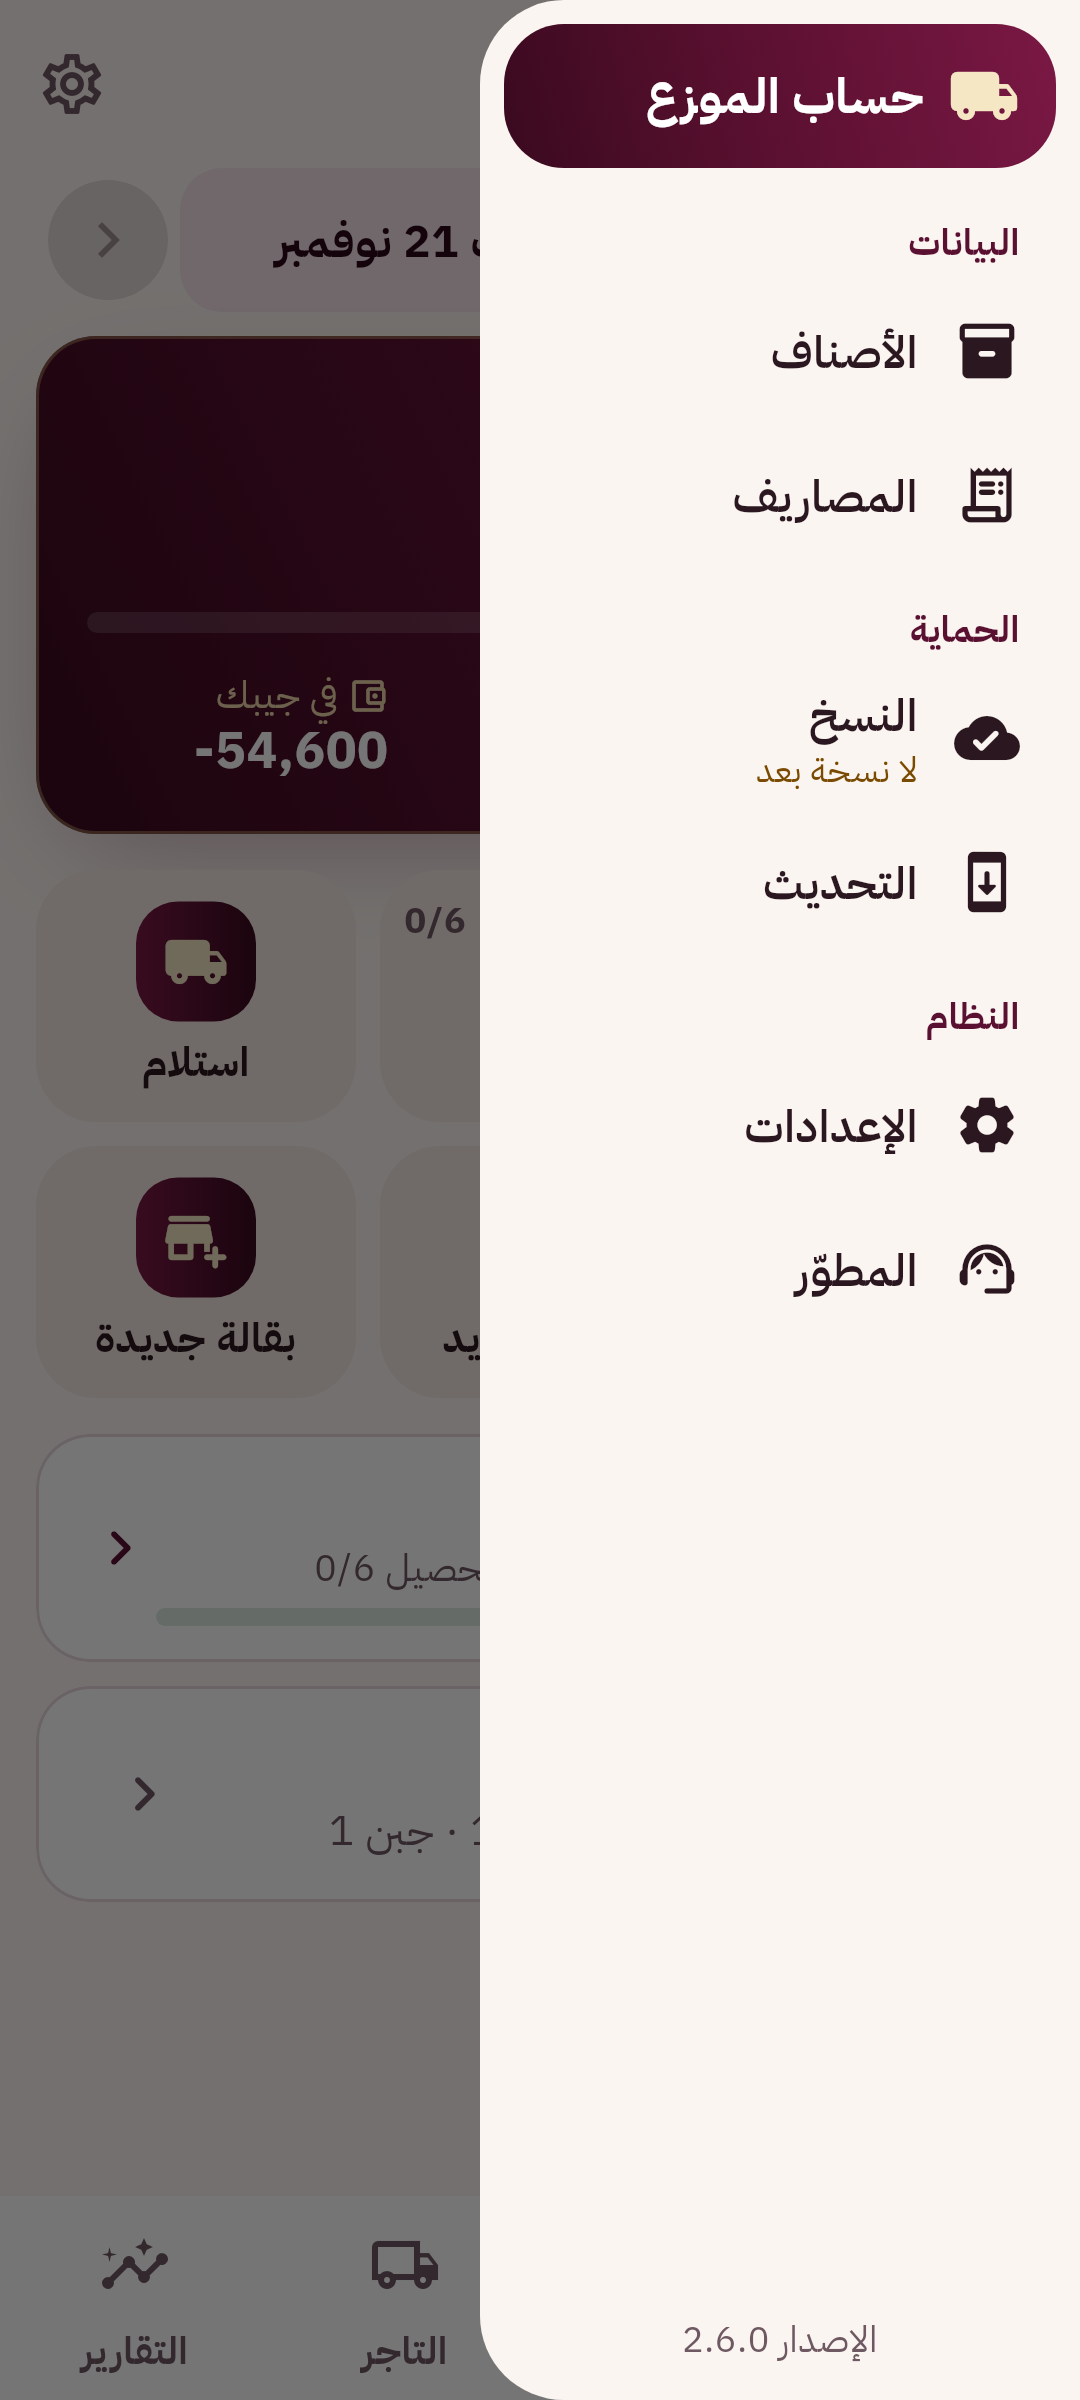 حساب الموزع
البيانات
الأصناف
المصاريف
الحماية
النسخ
لا نسخة بعد
التحديث
النظام
الإعدادات
المطوّر
الإصدار 2.6.0
21 نوفمبر
في جيبك
-54,600
0/6
استلام
بقالة جديدة
0/6
جبن 1
التاجر
التقارير